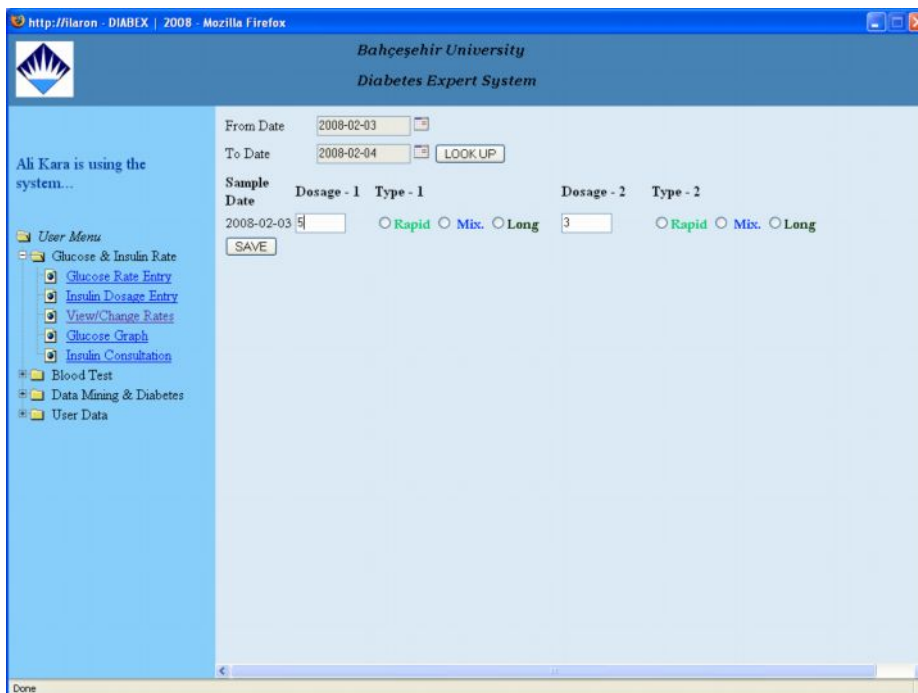 http://ilaron - DIABEX | 2008 - Mozilla Firefox
Bahçeşehir University
Diabetes Expert System
Ali Kara is using the
system...
User Menu
Glucose & Insulin Rate
Glucose Rate Entry
Insulin Dosage Entry
View/Change Rates
Glucose Graph
Insulin Consultation
Blood Test
Data Mining & Diabetes
User Data
From Date 2008-02-03
To Date 2008-02-04 LOOK UP
Sample
Date Dosage - 1 Type - 1 Dosage - 2 Type - 2
2008-02-03 5 Rapid Mix. Long 3 Rapid Mix. Long
SAVE
Done